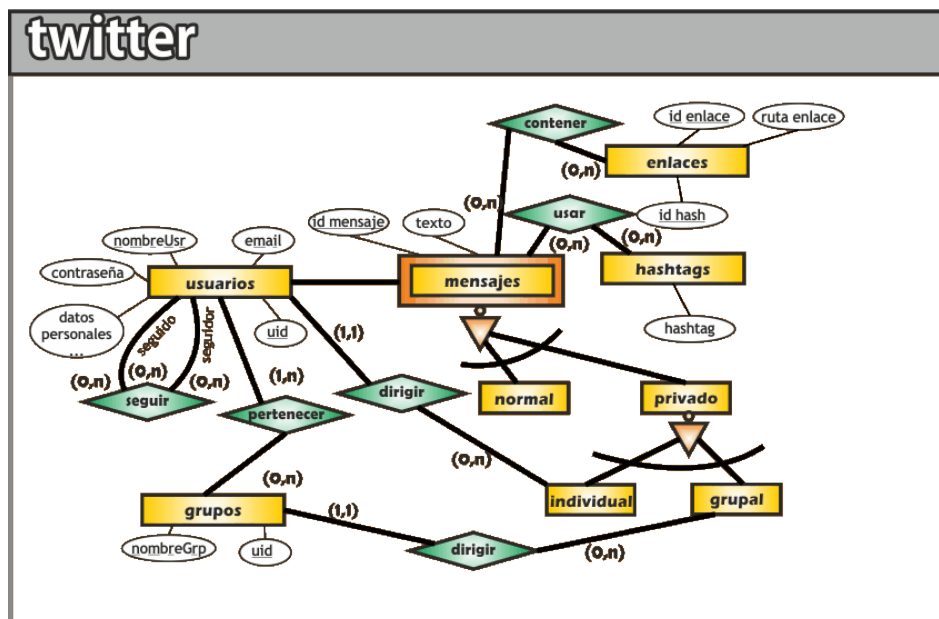 twitter
contener
id enlace
ruta enlace
enlaces
(0,n)
(0,n)
id mensaje
texto
usar
id hash
(0,n)
(0,n)
nombreUsr
email
contraseña
usuarios
mensajes
hashtags
datos
personales
...
uid
hashtag
seguido
seguidor
(1,1)
(0,n)
(0,n)
(0,n)
(1,n)
seguir
pertenecer
dirigir
normal
privado
(0,n)
(0,n)
individual
grupal
grupos
(1,1)
nombreGrp
uid
dirigir
(0,n)